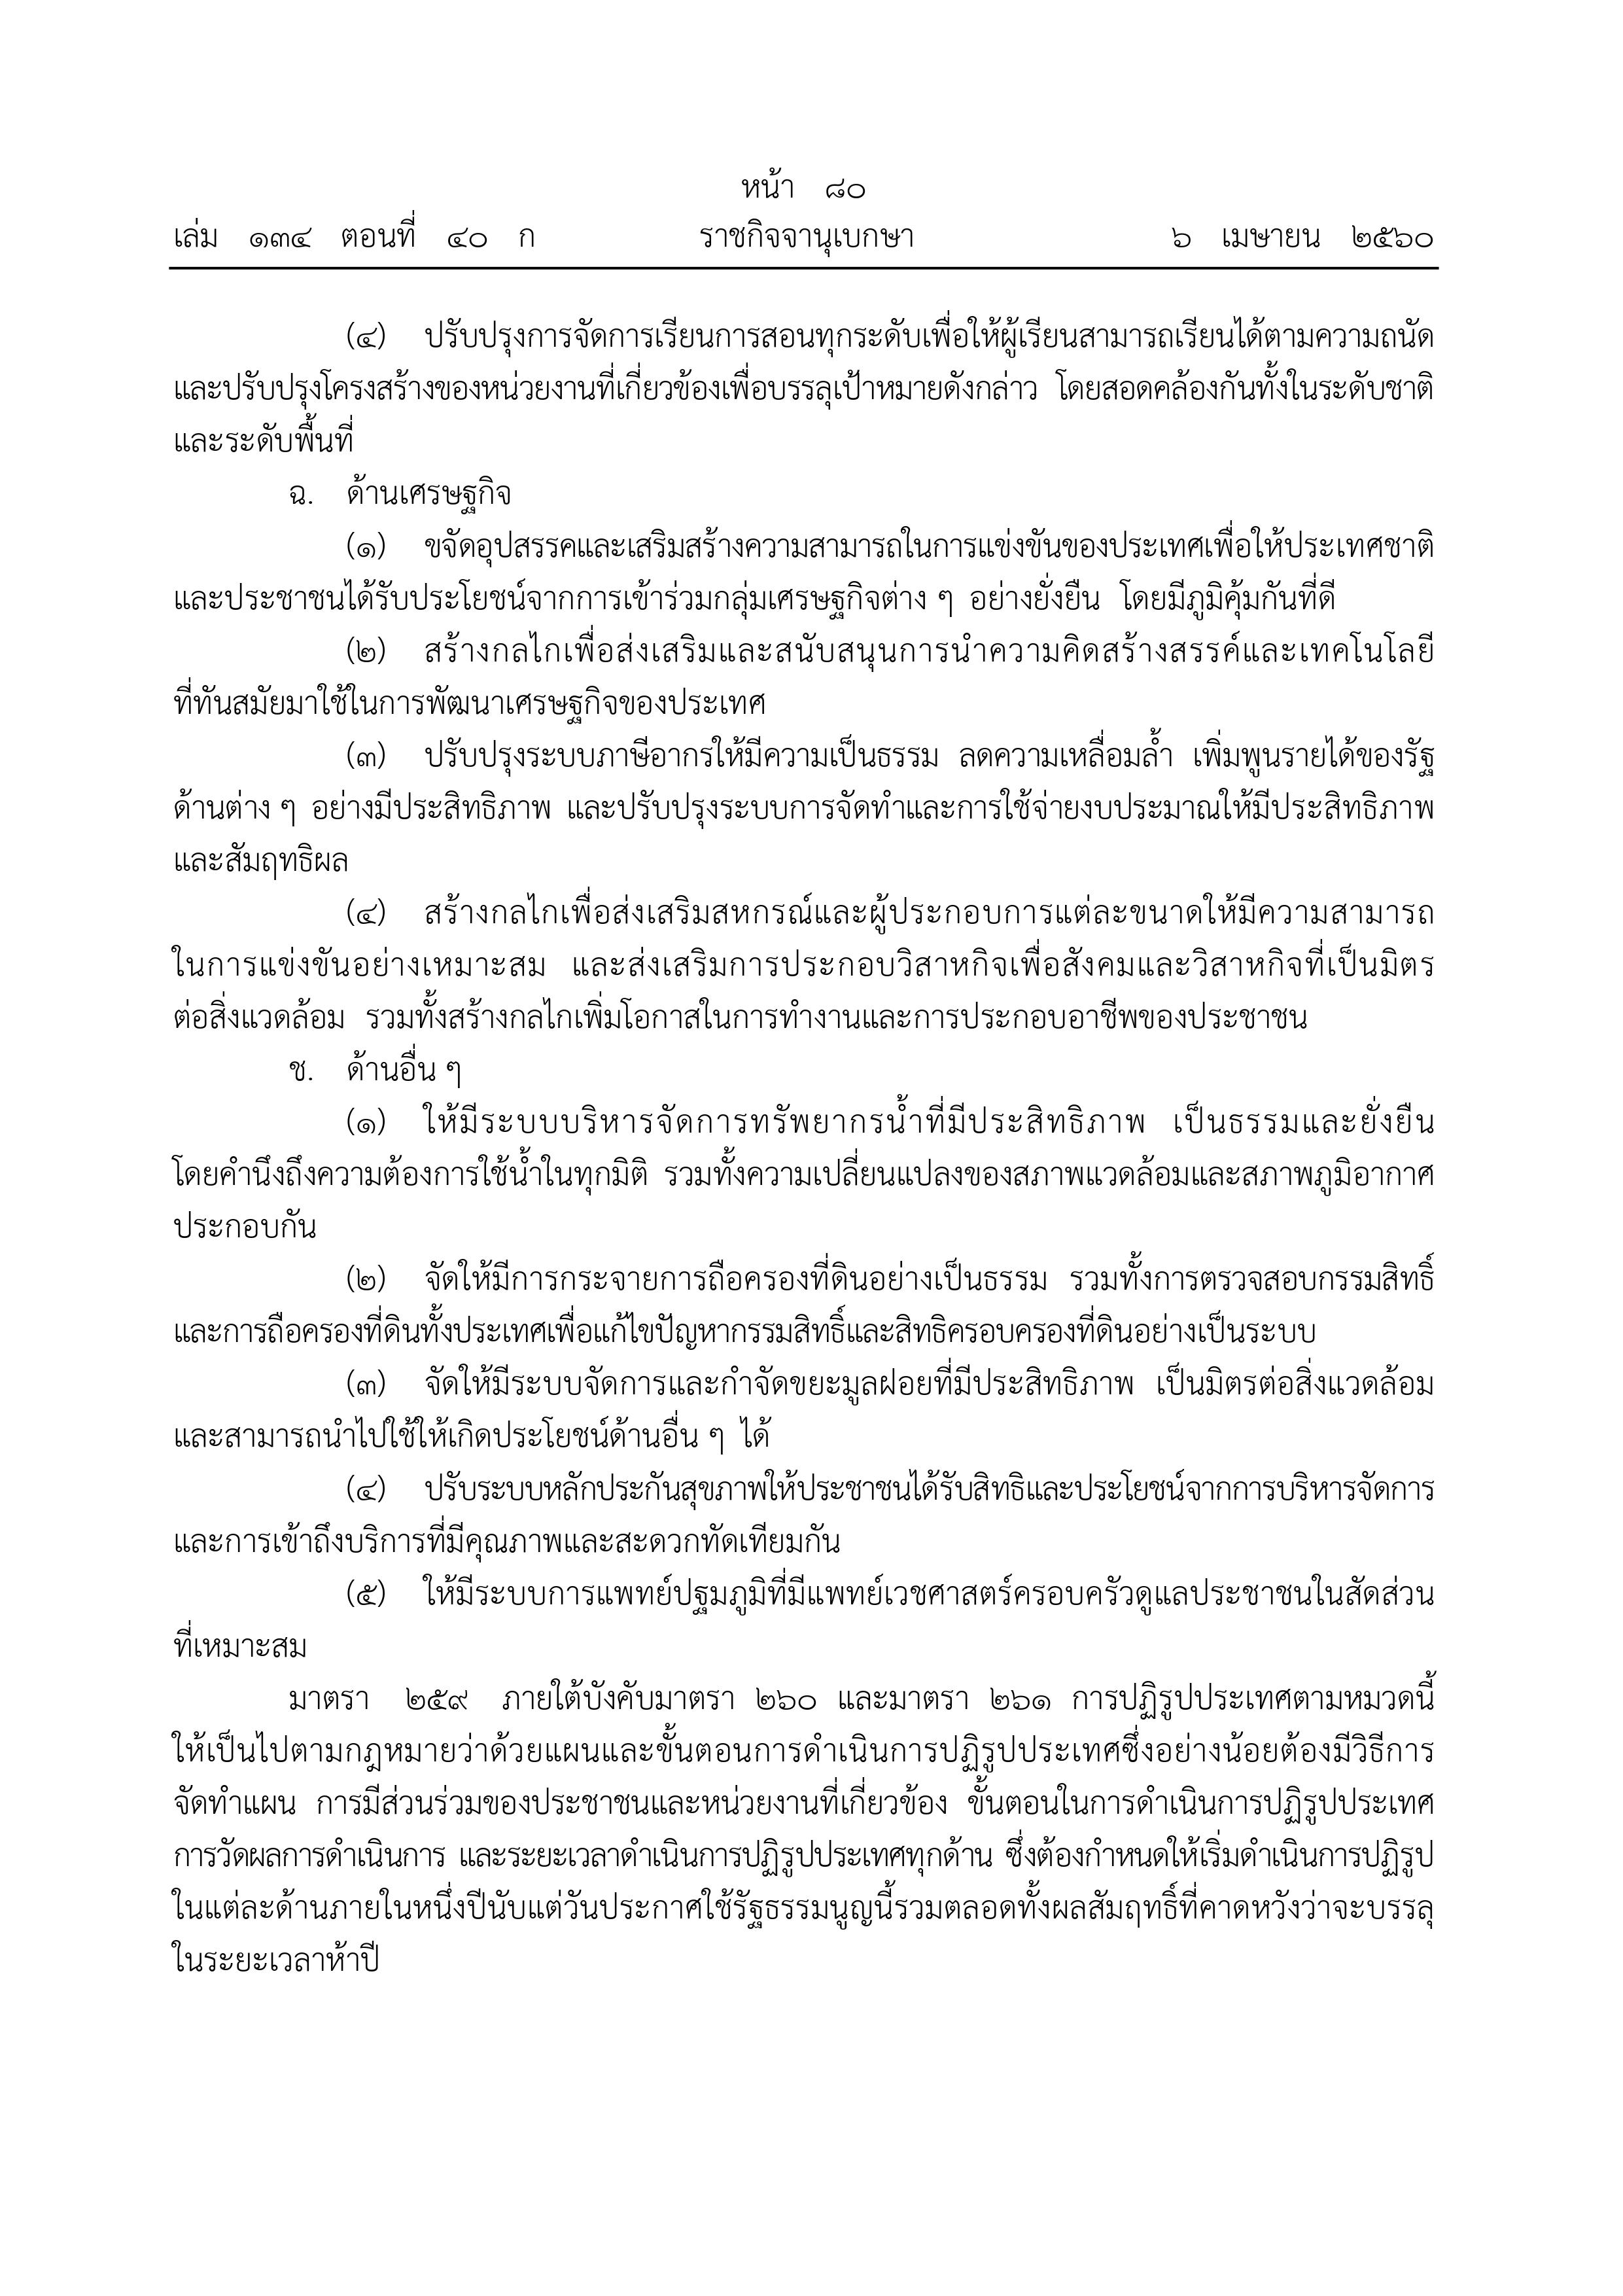 หน้า ๘๐
เล่ม ๑๓๔ ตอนที่ ๔๐ ก ราชกิจจานุเบกษา ๖ เมษายน ๒๕๖๐
(๔) ปรับปรุงการจัดการเรียนการสอนทุกระดับเพื่อให้ผู้เรียนสามารถเรียนได้ตามความถนัด
และปรับปรุงโครงสร้างของหน่วยงานที่เกี่ยวข้องเพื่อบรรลุเป้าหมายดังกล่าว โดยสอดคล้องกันทั้งในระดับชาติ
และระดับพื้นที่
ฉ. ด้านเศรษฐกิจ
(๑) ขจัดอุปสรรคและเสริมสร้างความสามารถในการแข่งขันของประเทศเพื่อให้ประเทศชาติ
และประชาชนได้รับประโยชน์จากการเข้าร่วมกลุ่มเศรษฐกิจต่าง ๆ อย่างยั่งยืน โดยมีภูมิคุ้มกันที่ดี
(๒) สร้างกลไกเพื่อส่งเสริมและสนับสนุนการนำความคิดสร้างสรรค์และเทคโนโลยี
ที่ทันสมัยมาใช้ในการพัฒนาเศรษฐกิจของประเทศ
(๓) ปรับปรุงระบบภาษีอากรให้มีความเป็นธรรม ลดความเหลื่อมล้ำ เพิ่มพูนรายได้ของรัฐ
ด้านต่าง ๆ อย่างมีประสิทธิภาพ และปรับปรุงระบบการจัดทำและการใช้จ่ายงบประมาณให้มีประสิทธิภาพ
และสัมฤทธิผล
(๔) สร้างกลไกเพื่อส่งเสริมสหกรณ์และผู้ประกอบการแต่ละขนาดให้มีความสามารถ
ในการแข่งขันอย่างเหมาะสม และส่งเสริมการประกอบวิสาหกิจเพื่อสังคมและวิสาหกิจที่เป็นมิตร
ต่อสิ่งแวดล้อม รวมทั้งสร้างกลไกเพิ่มโอกาสในการทำงานและการประกอบอาชีพของประชาชน
ช. ด้านอื่น ๆ
(๑) ให้มีระบบบริหารจัดการทรัพยากรน้ำที่มีประสิทธิภาพ เป็นธรรมและยั่งยืน
โดยคำนึงถึงความต้องการใช้น้ำในทุกมิติ รวมทั้งความเปลี่ยนแปลงของสภาพแวดล้อมและสภาพภูมิอากาศ
ประกอบกัน
(๒) จัดให้มีการกระจายการถือครองที่ดินอย่างเป็นธรรม รวมทั้งการตรวจสอบกรรมสิทธิ์
และการถือครองที่ดินทั้งประเทศเพื่อแก้ไขปัญหากรรมสิทธิ์และสิทธิครอบครองที่ดินอย่างเป็นระบบ
(๓) จัดให้มีระบบจัดการและกำจัดขยะมูลฝอยที่มีประสิทธิภาพ เป็นมิตรต่อสิ่งแวดล้อม
และสามารถนำไปใช้ให้เกิดประโยชน์ด้านอื่น ๆ ได้
(๔) ปรับระบบหลักประกันสุขภาพให้ประชาชนได้รับสิทธิและประโยชน์จากการบริหารจัดการ
และการเข้าถึงบริการที่มีคุณภาพและสะดวกทัดเทียมกัน
(๕) ให้มีระบบการแพทย์ปฐมภูมิที่มีแพทย์เวชศาสตร์ครอบครัวดูแลประชาชนในสัดส่วน
ที่เหมาะสม
มาตรา ๒๕๙ ภายใต้บังคับมาตรา ๒๖๐ และมาตรา ๒๖๑ การปฏิรูปประเทศตามหมวดนี้
ให้เป็นไปตามกฎหมายว่าด้วยแผนและขั้นตอนการดำเนินการปฏิรูปประเทศซึ่งอย่างน้อยต้องมีวิธีการ
จัดทำแผน การมีส่วนร่วมของประชาชนและหน่วยงานที่เกี่ยวข้อง ขั้นตอนในการดำเนินการปฏิรูปประเทศ
การวัดผลการดำเนินการ และระยะเวลาดำเนินการปฏิรูปประเทศทุกด้าน ซึ่งต้องกำหนดให้เริ่มดำเนินการปฏิรูป
ในแต่ละด้านภายในหนึ่งปีนับแต่วันประกาศใช้รัฐธรรมนูญนี้รวมตลอดทั้งผลสัมฤทธิ์ที่คาดหวังว่าจะบรรลุ
ในระยะเวลาห้าปี